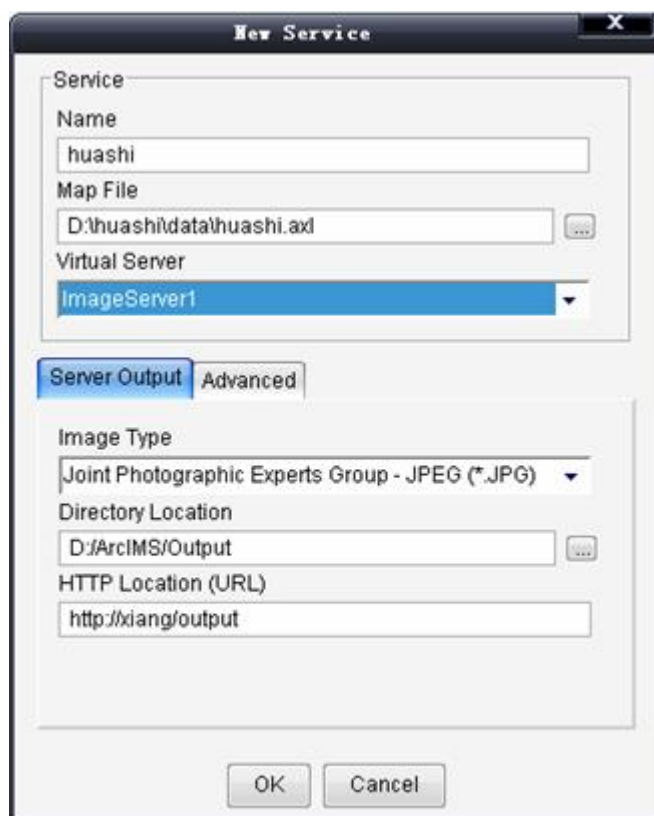 New Service
X
Service
Name
huashi
Map File
D:\huashi\data\huashi.axl
...
Virtual Server
ImageServer1
Server Output
Advanced
Image Type
Joint Photographic Experts Group - JPEG (*.JPG)
Directory Location
D:/ArcIMS/Output
...
HTTP Location (URL)
http://xiang/output
OK
Cancel